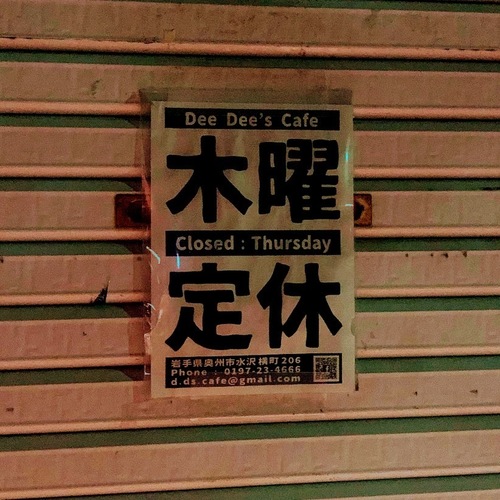 Dee Dee's Cafe
木曜
Closed : Thursday
定休
岩手県奥州市水沢横町206
Phone : 0197-23-4666
d.ds.cafe@gmail.com